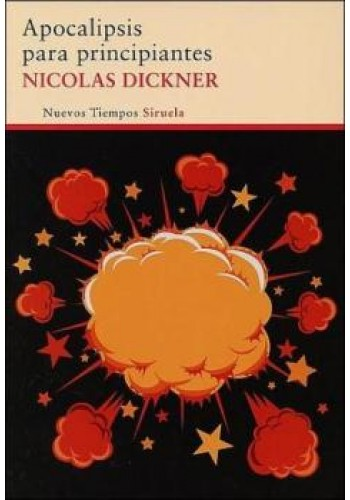 Apocalipsis
para principiantes
NICOLAS DICKNER
Nuevos Tiempos Siruela